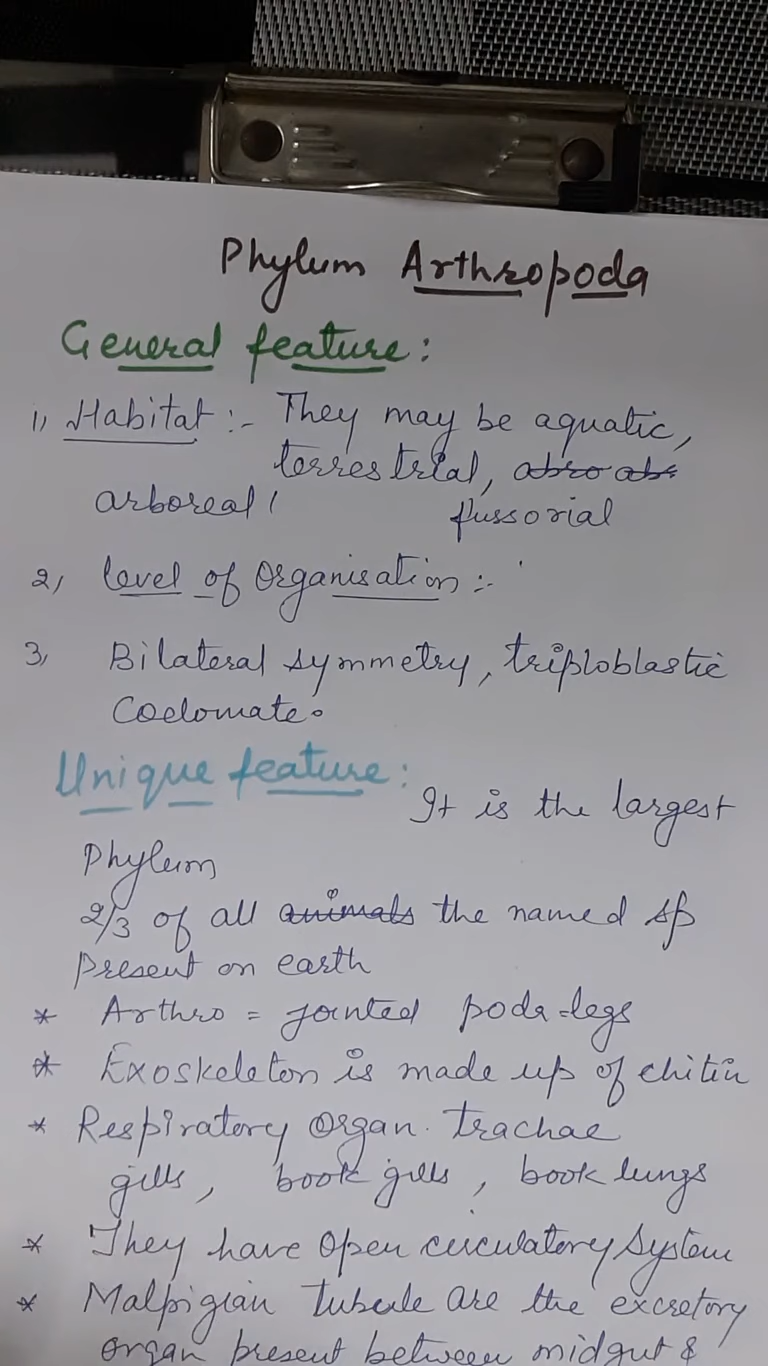 Phylum Arthropoda
General feature:
1) Habitat :- They may be aquatic,
terrestrial, abro abs
arboreal / fussorial
2) level of Organisation :-
3, Bilateral symmetry, triploblastic
Coelomate.
Unique feature:
It is the largest
Phylum
2/3 of all animals the named sp
Present on earth
* Arthro = jointed poda-legs
* Exoskeleton is made up of chitin
* Respiratory Organ. trachae
gills, book gills, book lungs
* They have Open circulatory System
* Malpigian tubule are the excretory
organ present between midgut &